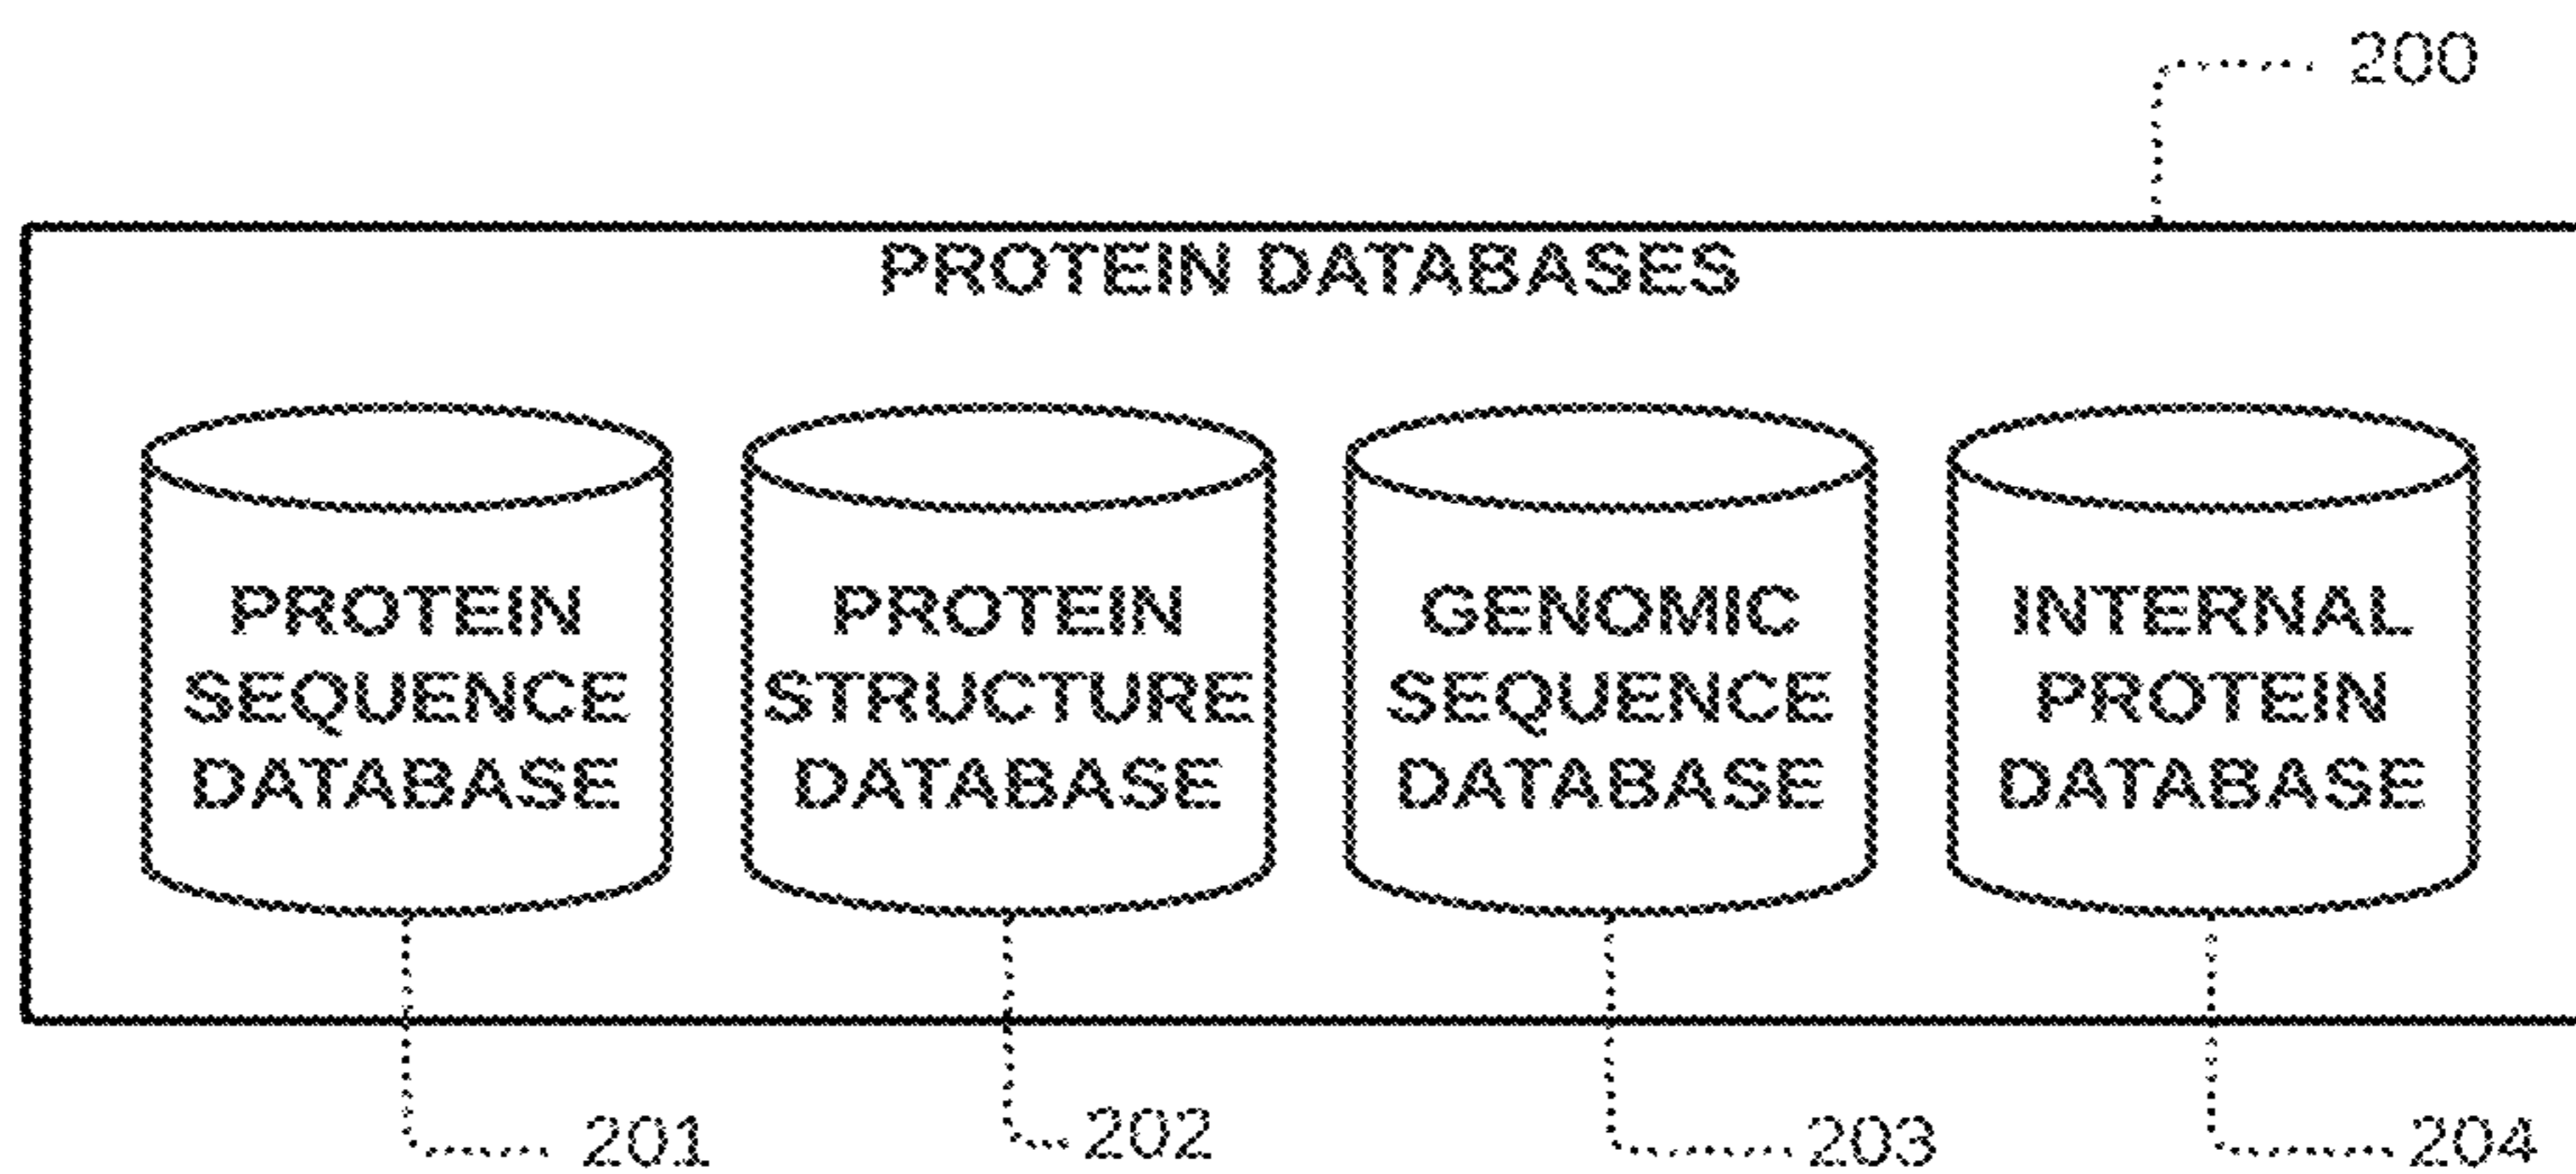 200
PROTEIN DATABASES
PROTEIN
SEQUENCE
DATABASE
PROTEIN
STRUCTURE
DATABASE
GENOMIC
SEQUENCE
DATABASE
INTERNAL
PROTEIN
DATABASE
201
202
203
204